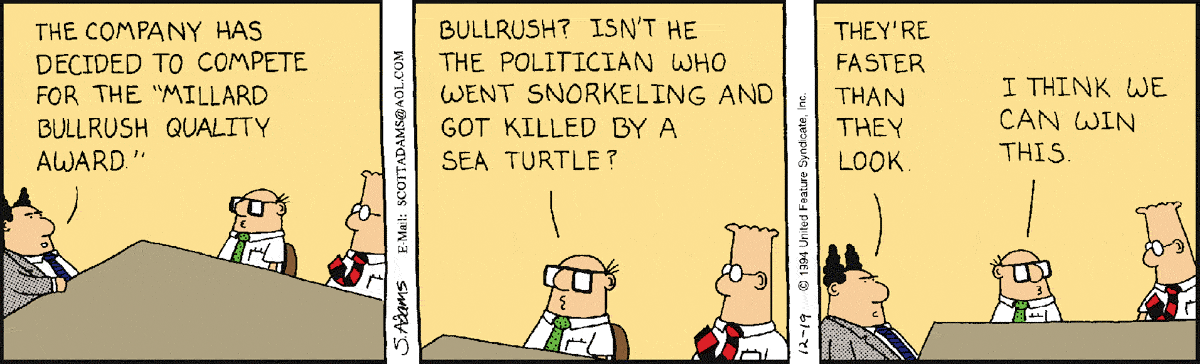 THE COMPANY HAS
DECIDED TO COMPETE
FOR THE "MILLARD
BULLRUSH QUALITY
AWARD."
S. Adams
E-Mail: SCOTTADAMS@AOL.COM
BULLRUSH? ISN'T HE
THE POLITICIAN WHO
WENT SNORKELING AND
GOT KILLED BY A
SEA TURTLE?
12-19
© 1994 United Feature Syndicate, Inc.
THEY'RE
FASTER
THAN
THEY
LOOK.
I THINK WE
CAN WIN
THIS.